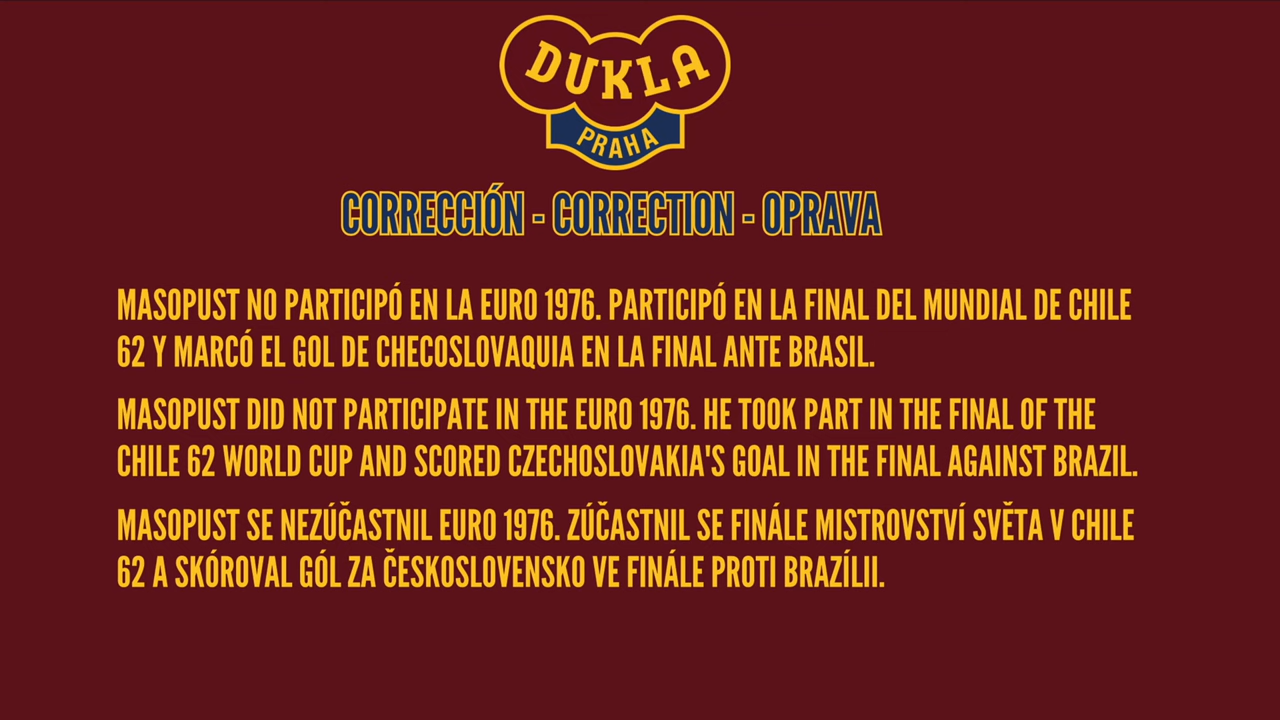 DUKLA
PRAHA
CORRECCIÓN - CORRECTION - OPRAVA
MASOPUST NO PARTICIPÓ EN LA EURO 1976. PARTICIPÓ EN LA FINAL DEL MUNDIAL DE CHILE
62 Y MARCÓ EL GOL DE CHECOSLOVAQUIA EN LA FINAL ANTE BRASIL.
MASOPUST DID NOT PARTICIPATE IN THE EURO 1976. HE TOOK PART IN THE FINAL OF THE
CHILE 62 WORLD CUP AND SCORED CZECHOSLOVAKIA'S GOAL IN THE FINAL AGAINST BRAZIL.
MASOPUST SE NEZÚČASTNIL EURO 1976. ZÚČASTNIL SE FINÁLE MISTROVSTVÍ SVĚTA V CHILE
62 A SKÓROVAL GÓL ZA ČESKOSLOVENSKO VE FINÁLE PROTI BRAZÍLII.